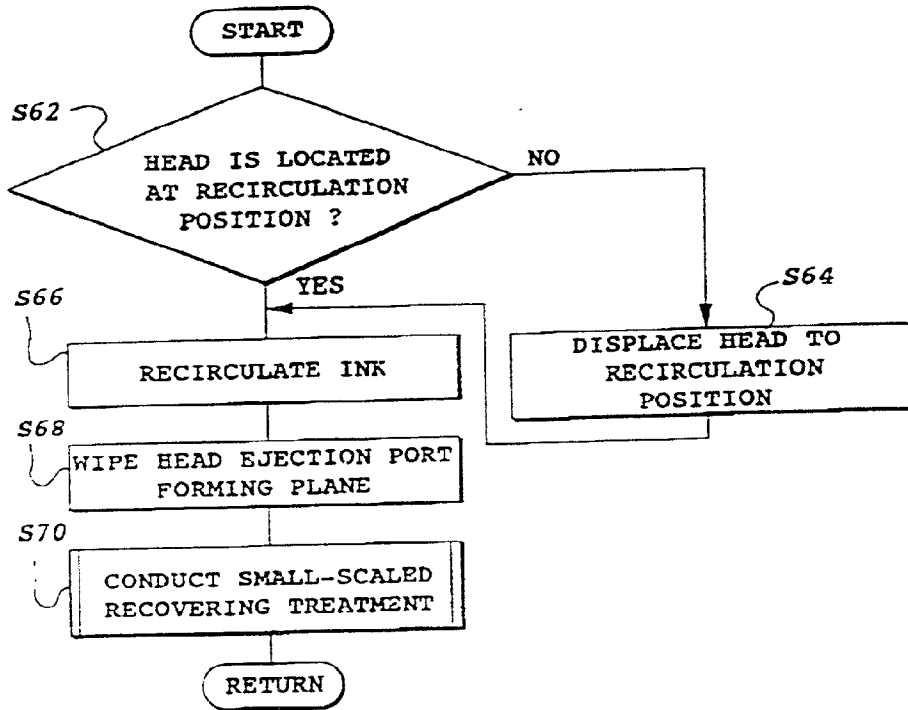 START
S62
HEAD IS LOCATED
AT RECIRCULATION
POSITION ?
NO
YES
S64
DISPLACE HEAD TO
RECIRCULATION
POSITION
S66
RECIRCULATE INK
S68
WIPE HEAD EJECTION PORT
FORMING PLANE
S70
CONDUCT SMALL-SCALED
RECOVERING TREATMENT
RETURN